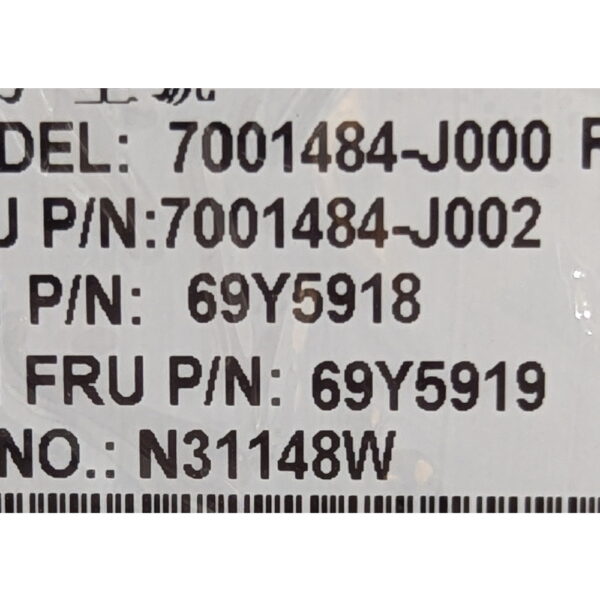 DEL: 7001484-J000 F
U P/N:7001484-J002
P/N: 69Y5918
FRU P/N: 69Y5919
NO.: N31148W